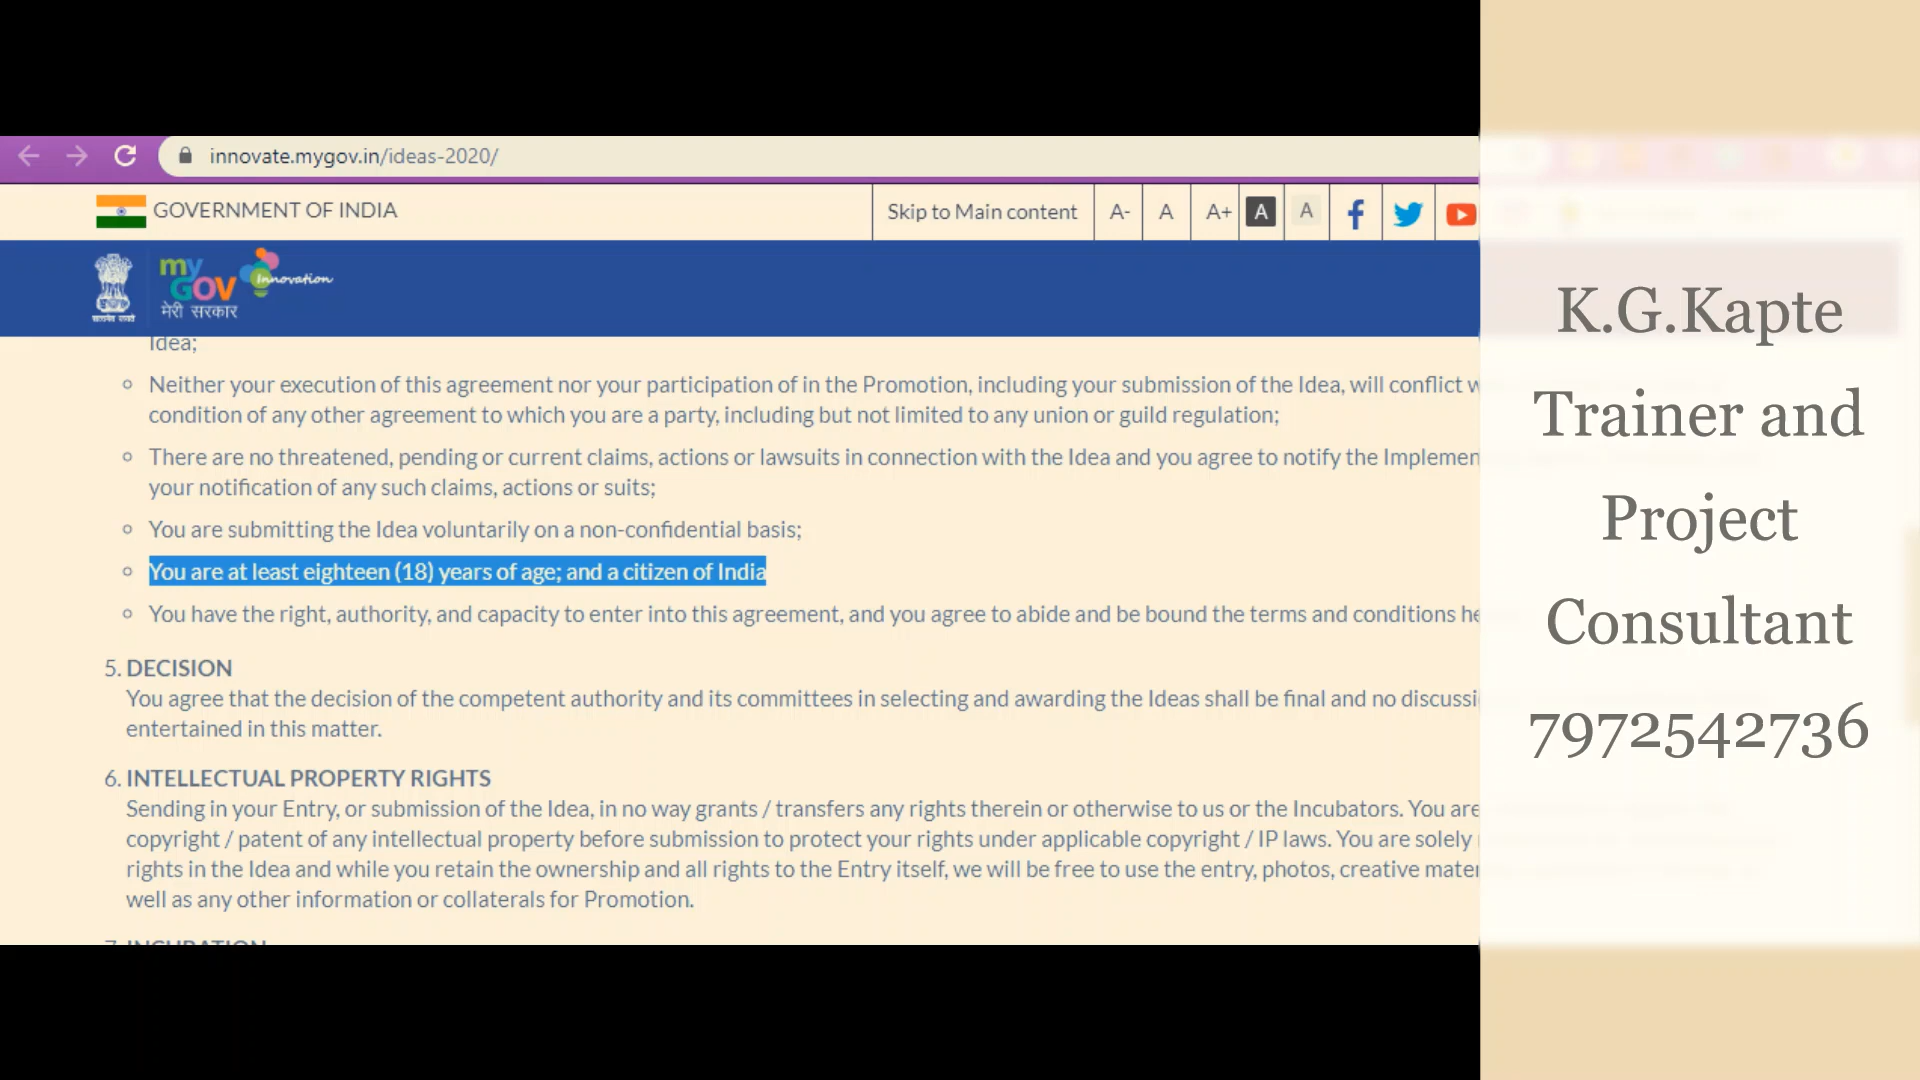 innovate.mygov.in/ideas-2020/
GOVERNMENT OF INDIA
Skip to Main content
A-
A
A+
A
A
my
GOV
Innovation
मेरी सरकार
सत्यमेव जयते
Idea;
Neither your execution of this agreement nor your participation of in the Promotion, including your submission of the Idea, will conflict w
condition of any other agreement to which you are a party, including but not limited to any union or guild regulation;
There are no threatened, pending or current claims, actions or lawsuits in connection with the Idea and you agree to notify the Implemen
your notification of any such claims, actions or suits;
You are submitting the Idea voluntarily on a non-confidential basis;
You are at least eighteen (18) years of age; and a citizen of India
You have the right, authority, and capacity to enter into this agreement, and you agree to abide and be bound the terms and conditions he
5. DECISION
You agree that the decision of the competent authority and its committees in selecting and awarding the Ideas shall be final and no discussi
entertained in this matter.
6. INTELLECTUAL PROPERTY RIGHTS
Sending in your Entry, or submission of the Idea, in no way grants / transfers any rights therein or otherwise to us or the Incubators. You are
copyright / patent of any intellectual property before submission to protect your rights under applicable copyright / IP laws. You are solely
rights in the Idea and while you retain the ownership and all rights to the Entry itself, we will be free to use the entry, photos, creative mater
well as any other information or collaterals for Promotion.
7. INCUBATION
K.G.Kapte
Trainer and
Project
Consultant
7972542736